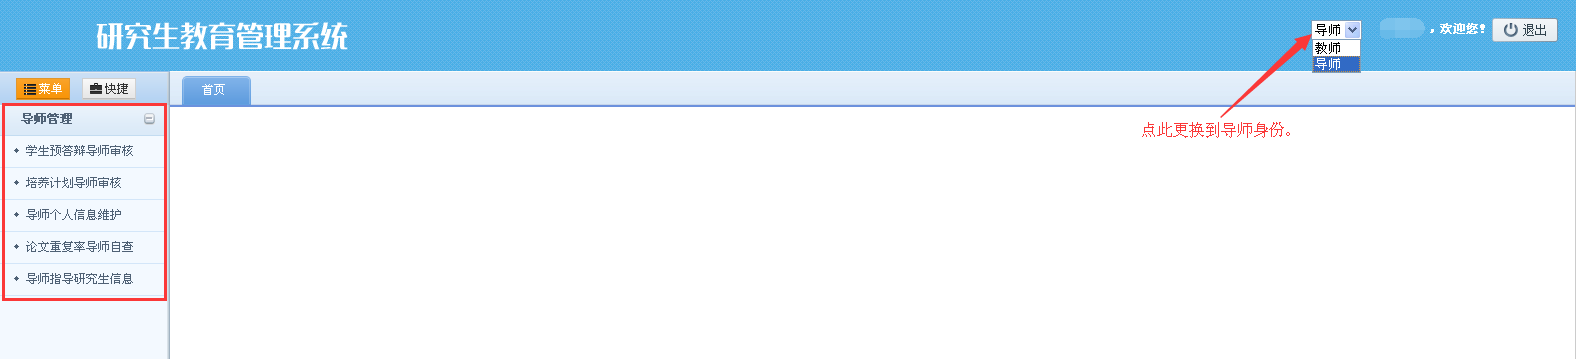 研究生教育管理系统
导师
，欢迎您！
退出
教师
导师
菜单
快捷
首页
导师管理
点此更换到导师身份。
学生预答辩导师审核
培养计划导师审核
导师个人信息维护
论文重复率导师自查
导师指导研究生信息